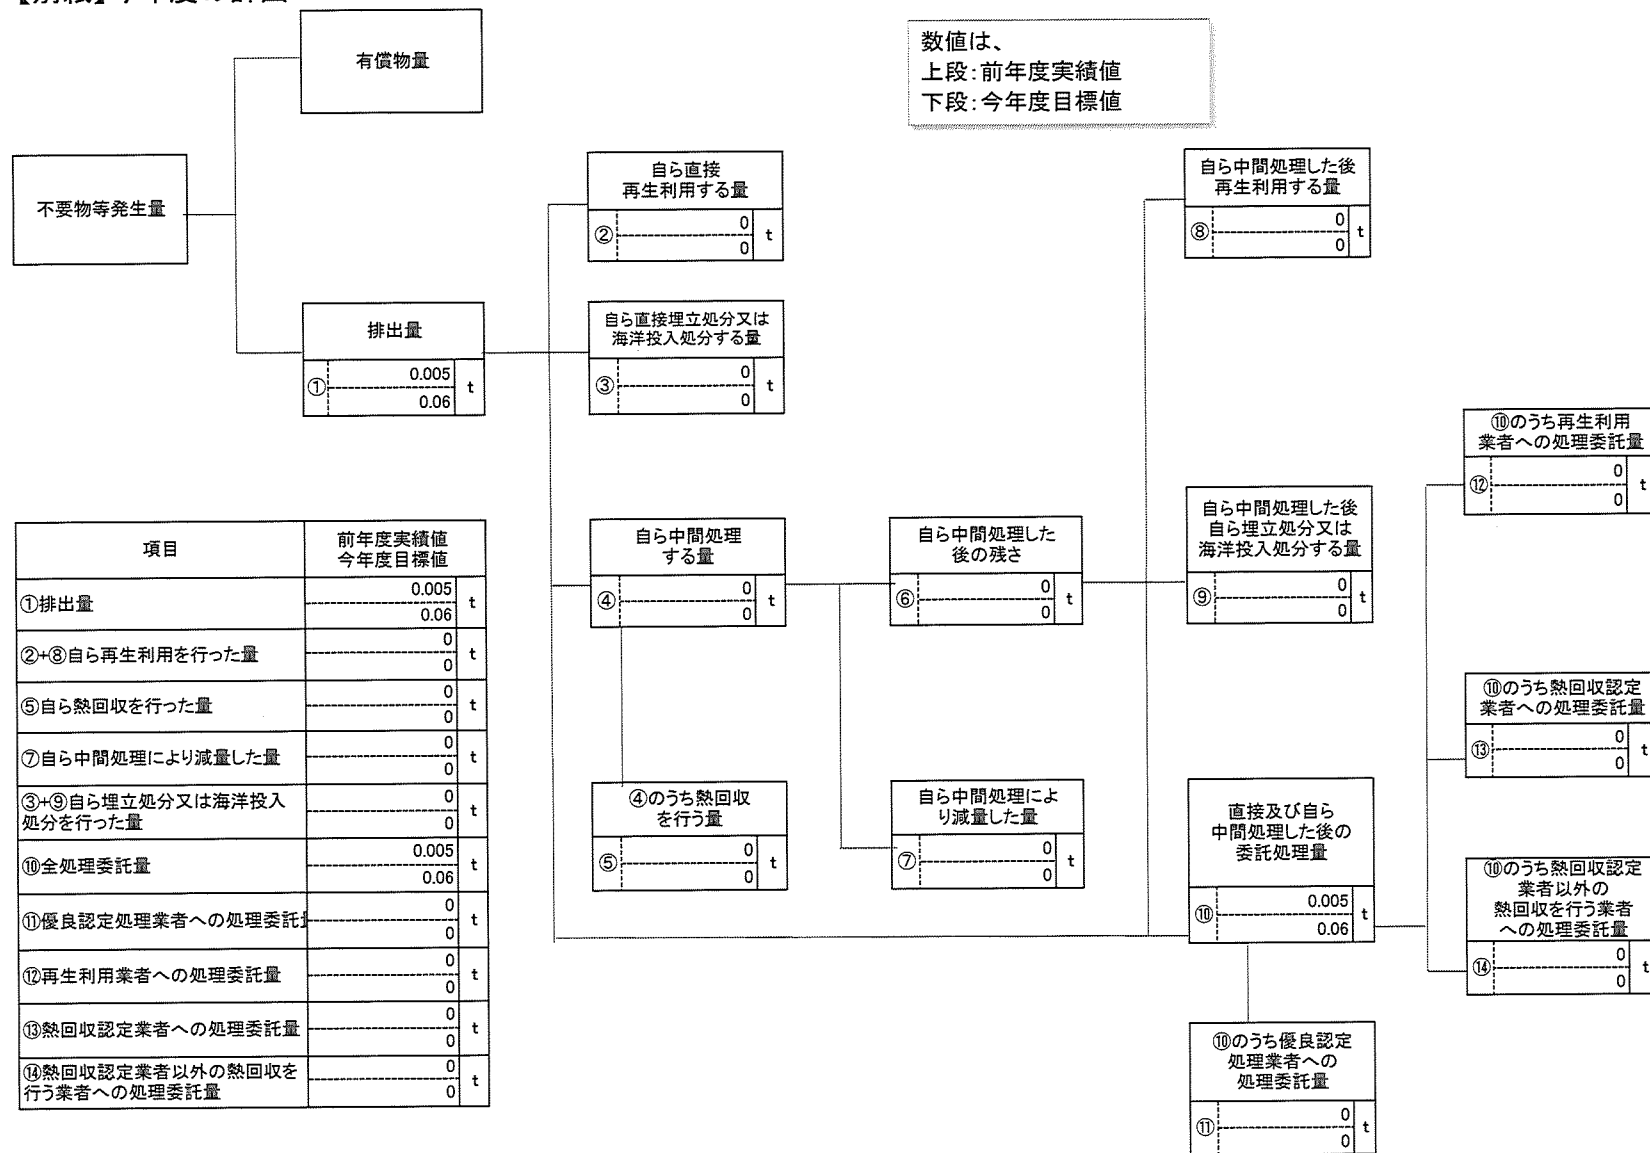 有償物量
数値は、
上段：前年度実績値
下段：今年度目標値
不要物等発生量
自ら直接
再生利用する量
② 0 t
0
自ら中間処理した後
再生利用する量
⑧ 0 t
0
排出量
① 0.005 t
0.06
自ら直接埋立処分又は
海洋投入処分する量
③ 0 t
0
⑩のうち再生利用
業者への処理委託量
⑫ 0 t
0
自ら中間処理
する量
④ 0 t
0
自ら中間処理した
後の残さ
⑥ 0 t
0
自ら中間処理した後
自ら埋立処分又は
海洋投入処分する量
⑨ 0 t
0
⑩のうち熱回収認定
業者への処理委託量
⑬ 0 t
0
④のうち熱回収
を行う量
⑤ 0 t
0
自ら中間処理によ
り減量した量
⑦ 0 t
0
直接及び自ら
中間処理した後の
委託処理量
⑩ 0.005 t
0.06
⑩のうち熱回収認定
業者以外の
熱回収を行う業者
への処理委託量
⑭ 0 t
0
⑩のうち優良認定
処理業者への
処理委託量
⑪ 0 t
0
項目 前年度実績値
今年度目標値
①排出量 0.005 t
0.06
②+⑧自ら再生利用を行った量 0 t
0
⑤自ら熱回収を行った量 0 t
0
⑦自ら中間処理により減量した量 0 t
0
③+⑨自ら埋立処分又は海洋投入
処分を行った量 0 t
0
⑩全処理委託量 0.005 t
0.06
⑪優良認定処理業者への処理委託 0 t
0
⑫再生利用業者への処理委託量 0 t
0
⑬熱回収認定業者への処理委託量 0 t
0
⑭熱回収認定業者以外の熱回収を
行う業者への処理委託量 0 t
0